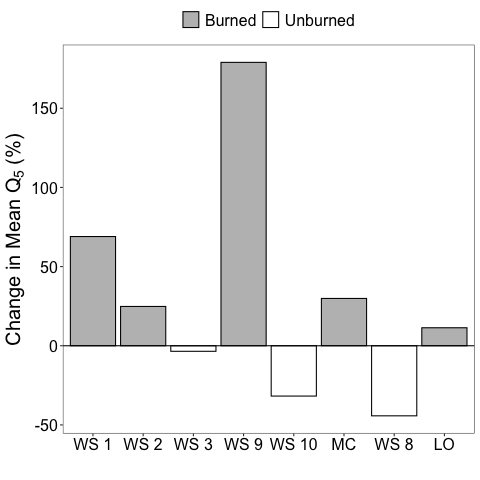 Burned Unburned
Change in Mean Q₅ (%)
150
100
50
0
-50
WS 1 WS 2 WS 3 WS 9 WS 10 MC WS 8 LO